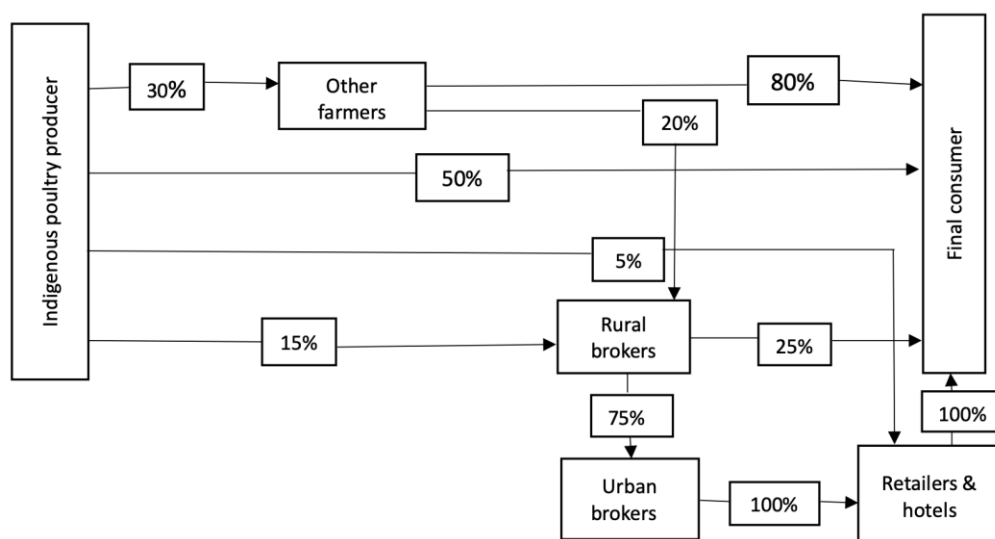 Indigenous poultry producer
30%
Other
farmers
80%
20%
50%
5%
15%
Rural
brokers
25%
Final consumer
75%
100%
Urban
brokers
100%
Retailers &
hotels